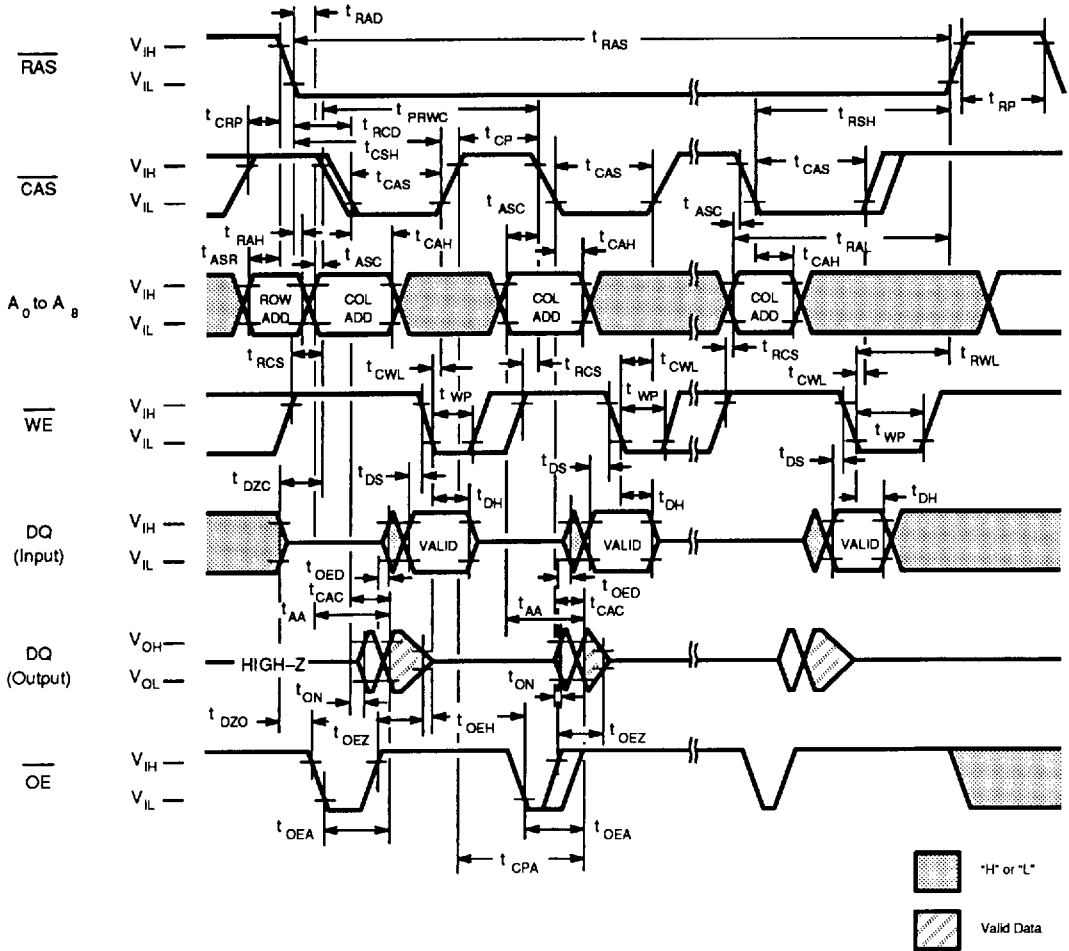 t RAD
RAS
V IH
V IL
t RAS
t RP
t CRP
t PRWC
t RCD
t CSH
t CP
t RSH
CAS
V IH
V IL
t CAS
t CAS
t CAS
t ASC
t ASC
t RAH
t ASR
t ASC
t CAH
t CAH
t RAL
t CAH
A 0 to A 8
V IH
V IL
ROW ADD
COL ADD
COL ADD
COL ADD
t RCS
t CWL
t RCS
t CWL
t RCS
t CWL
t RWL
WE
V IH
V IL
t WP
t WP
t WP
t DZC
t DS
t DH
t DS
t DH
t DS
t DH
DQ
(Input)
V IH
V IL
VALID
VALID
VALID
t OED
t CAC
t AA
t OED
t CAC
t AA
DQ
(Output)
V OH
V OL
HIGH-Z
t ON
t ON
t DZO
t OEZ
t OEH
t OEZ
OE
V IH
V IL
t OEA
t OEA
t CPA
"H" or "L"
Valid Data